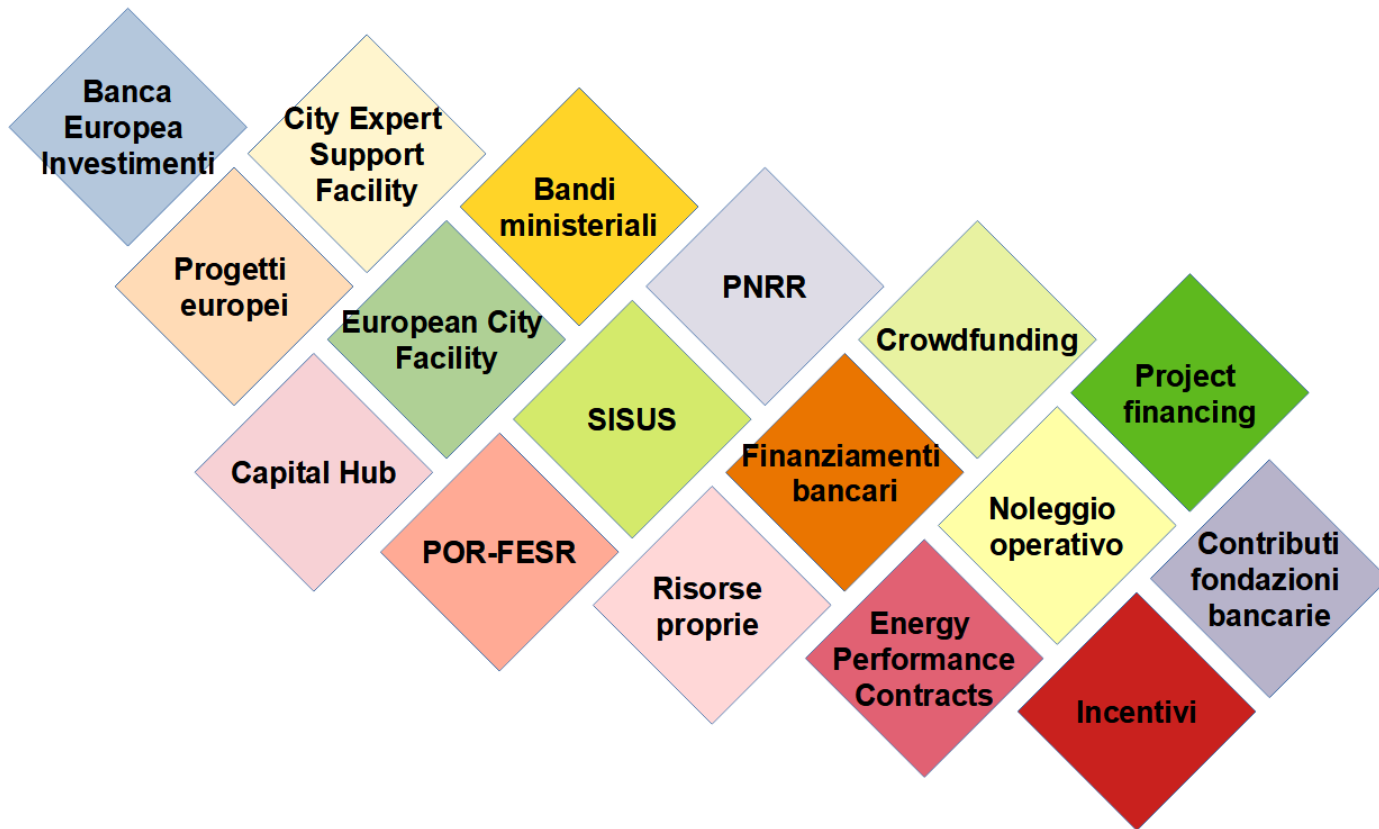 Banca
Europea
Investimenti
City Expert
Support
Facility
Bandi
ministeriali
Progetti
europei
European City
Facility
PNRR
Crowdfunding
Project
financing
Capital Hub
SISUS
Finanziamenti
bancari
Noleggio
operativo
Contributi
fondazioni
bancarie
POR-FESR
Risorse
proprie
Energy
Performance
Contracts
Incentivi